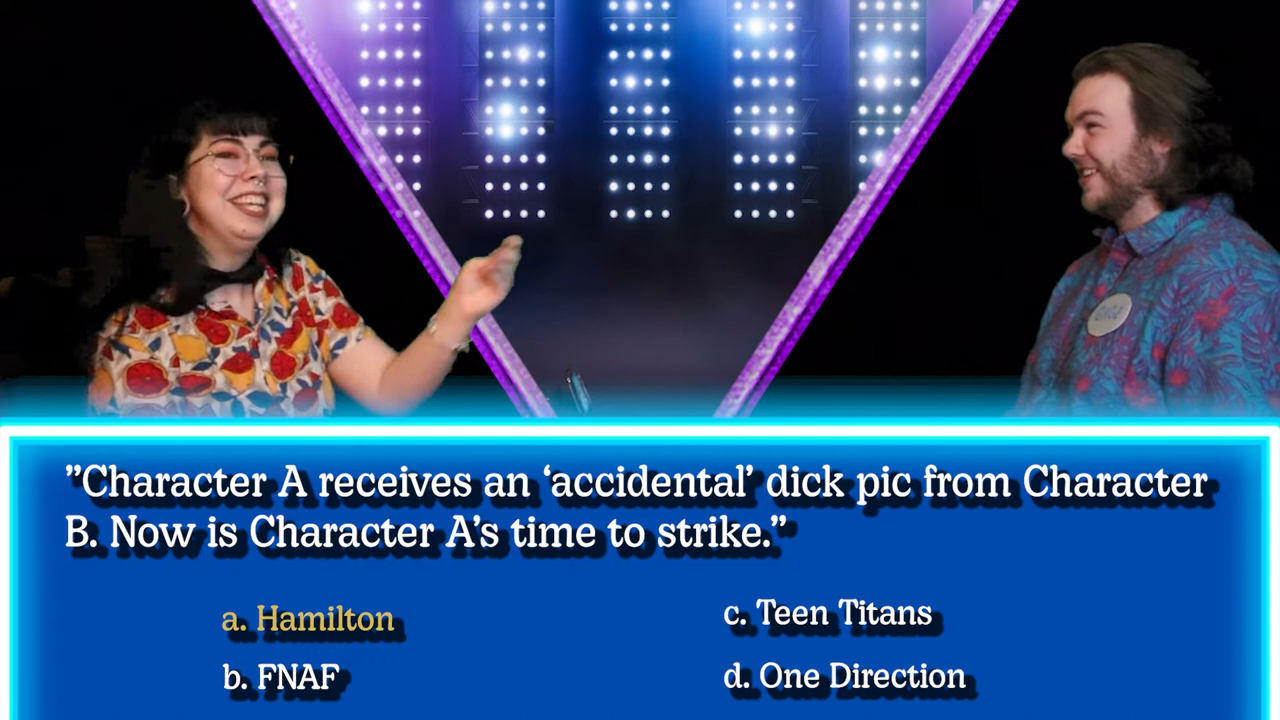 ”Character A receives an ‘accidental’ dick pic from Character
B. Now is Character A’s time to strike.”
a. Hamilton
c. Teen Titans
b. FNAF
d. One Direction